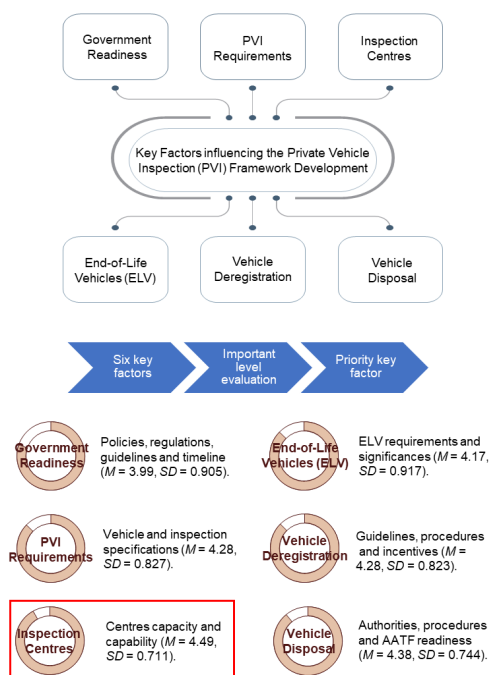 Government
Readiness
PVI
Requirements
Inspection
Centres
Key Factors influencing the Private Vehicle
Inspection (PVI) Framework Development
End-of-Life
Vehicles (ELV)
Vehicle
Deregistration
Vehicle
Disposal
Six key
factors
Important
level
evaluation
Priority key
factor
Government
Readiness
Policies, regulations,
guidelines and timeline
(M = 3.99, SD = 0.905).
End-of-Life
Vehicles (ELV)
ELV requirements and
significances (M = 4.17,
SD = 0.917).
PVI
Requirements
Vehicle and inspection
specifications (M = 4.28,
SD = 0.827).
Vehicle
Deregistration
Guidelines, procedures
and incentives (M =
4.28, SD = 0.823).
Inspection
Centres
Centres capacity and
capability (M = 4.49,
SD = 0.711).
Vehicle
Disposal
Authorities, procedures
and AATF readiness
(M = 4.38, SD = 0.744).